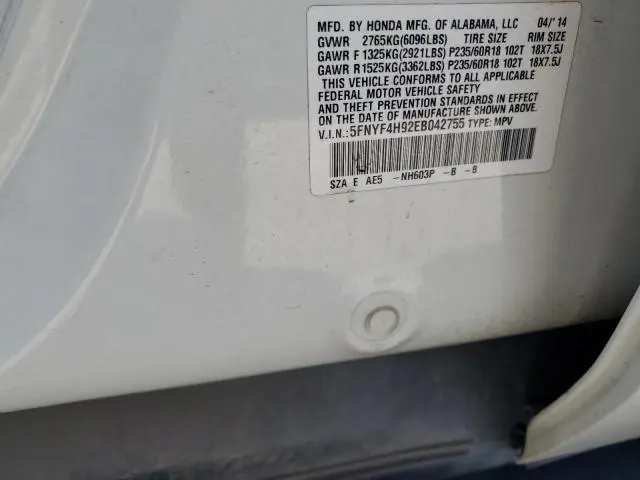 MFD. BY HONDA MFG. OF ALABAMA, LLC 04/'14
GVWR 2765KG(6096LBS) TIRE SIZE RIM SIZE
GAWR F1325KG(2921LBS) P235/60R18 102T 18X7.5J
GAWR R1525KG(3362LBS) P235/60R18 102T 18X7.5J
THIS VEHICLE CONFORMS TO ALL APPLICABLE
FEDERAL MOTOR VEHICLE SAFETY
AND THEFT PREVENTION STANDARDS IN EFFECT
ON THE DATE OF MANUFACTURE SHOWN ABOVE.
V.I.N.:5FNYF4H92EB042755 TYPE: MPV
SZA E AE5 -NH603P -B -B